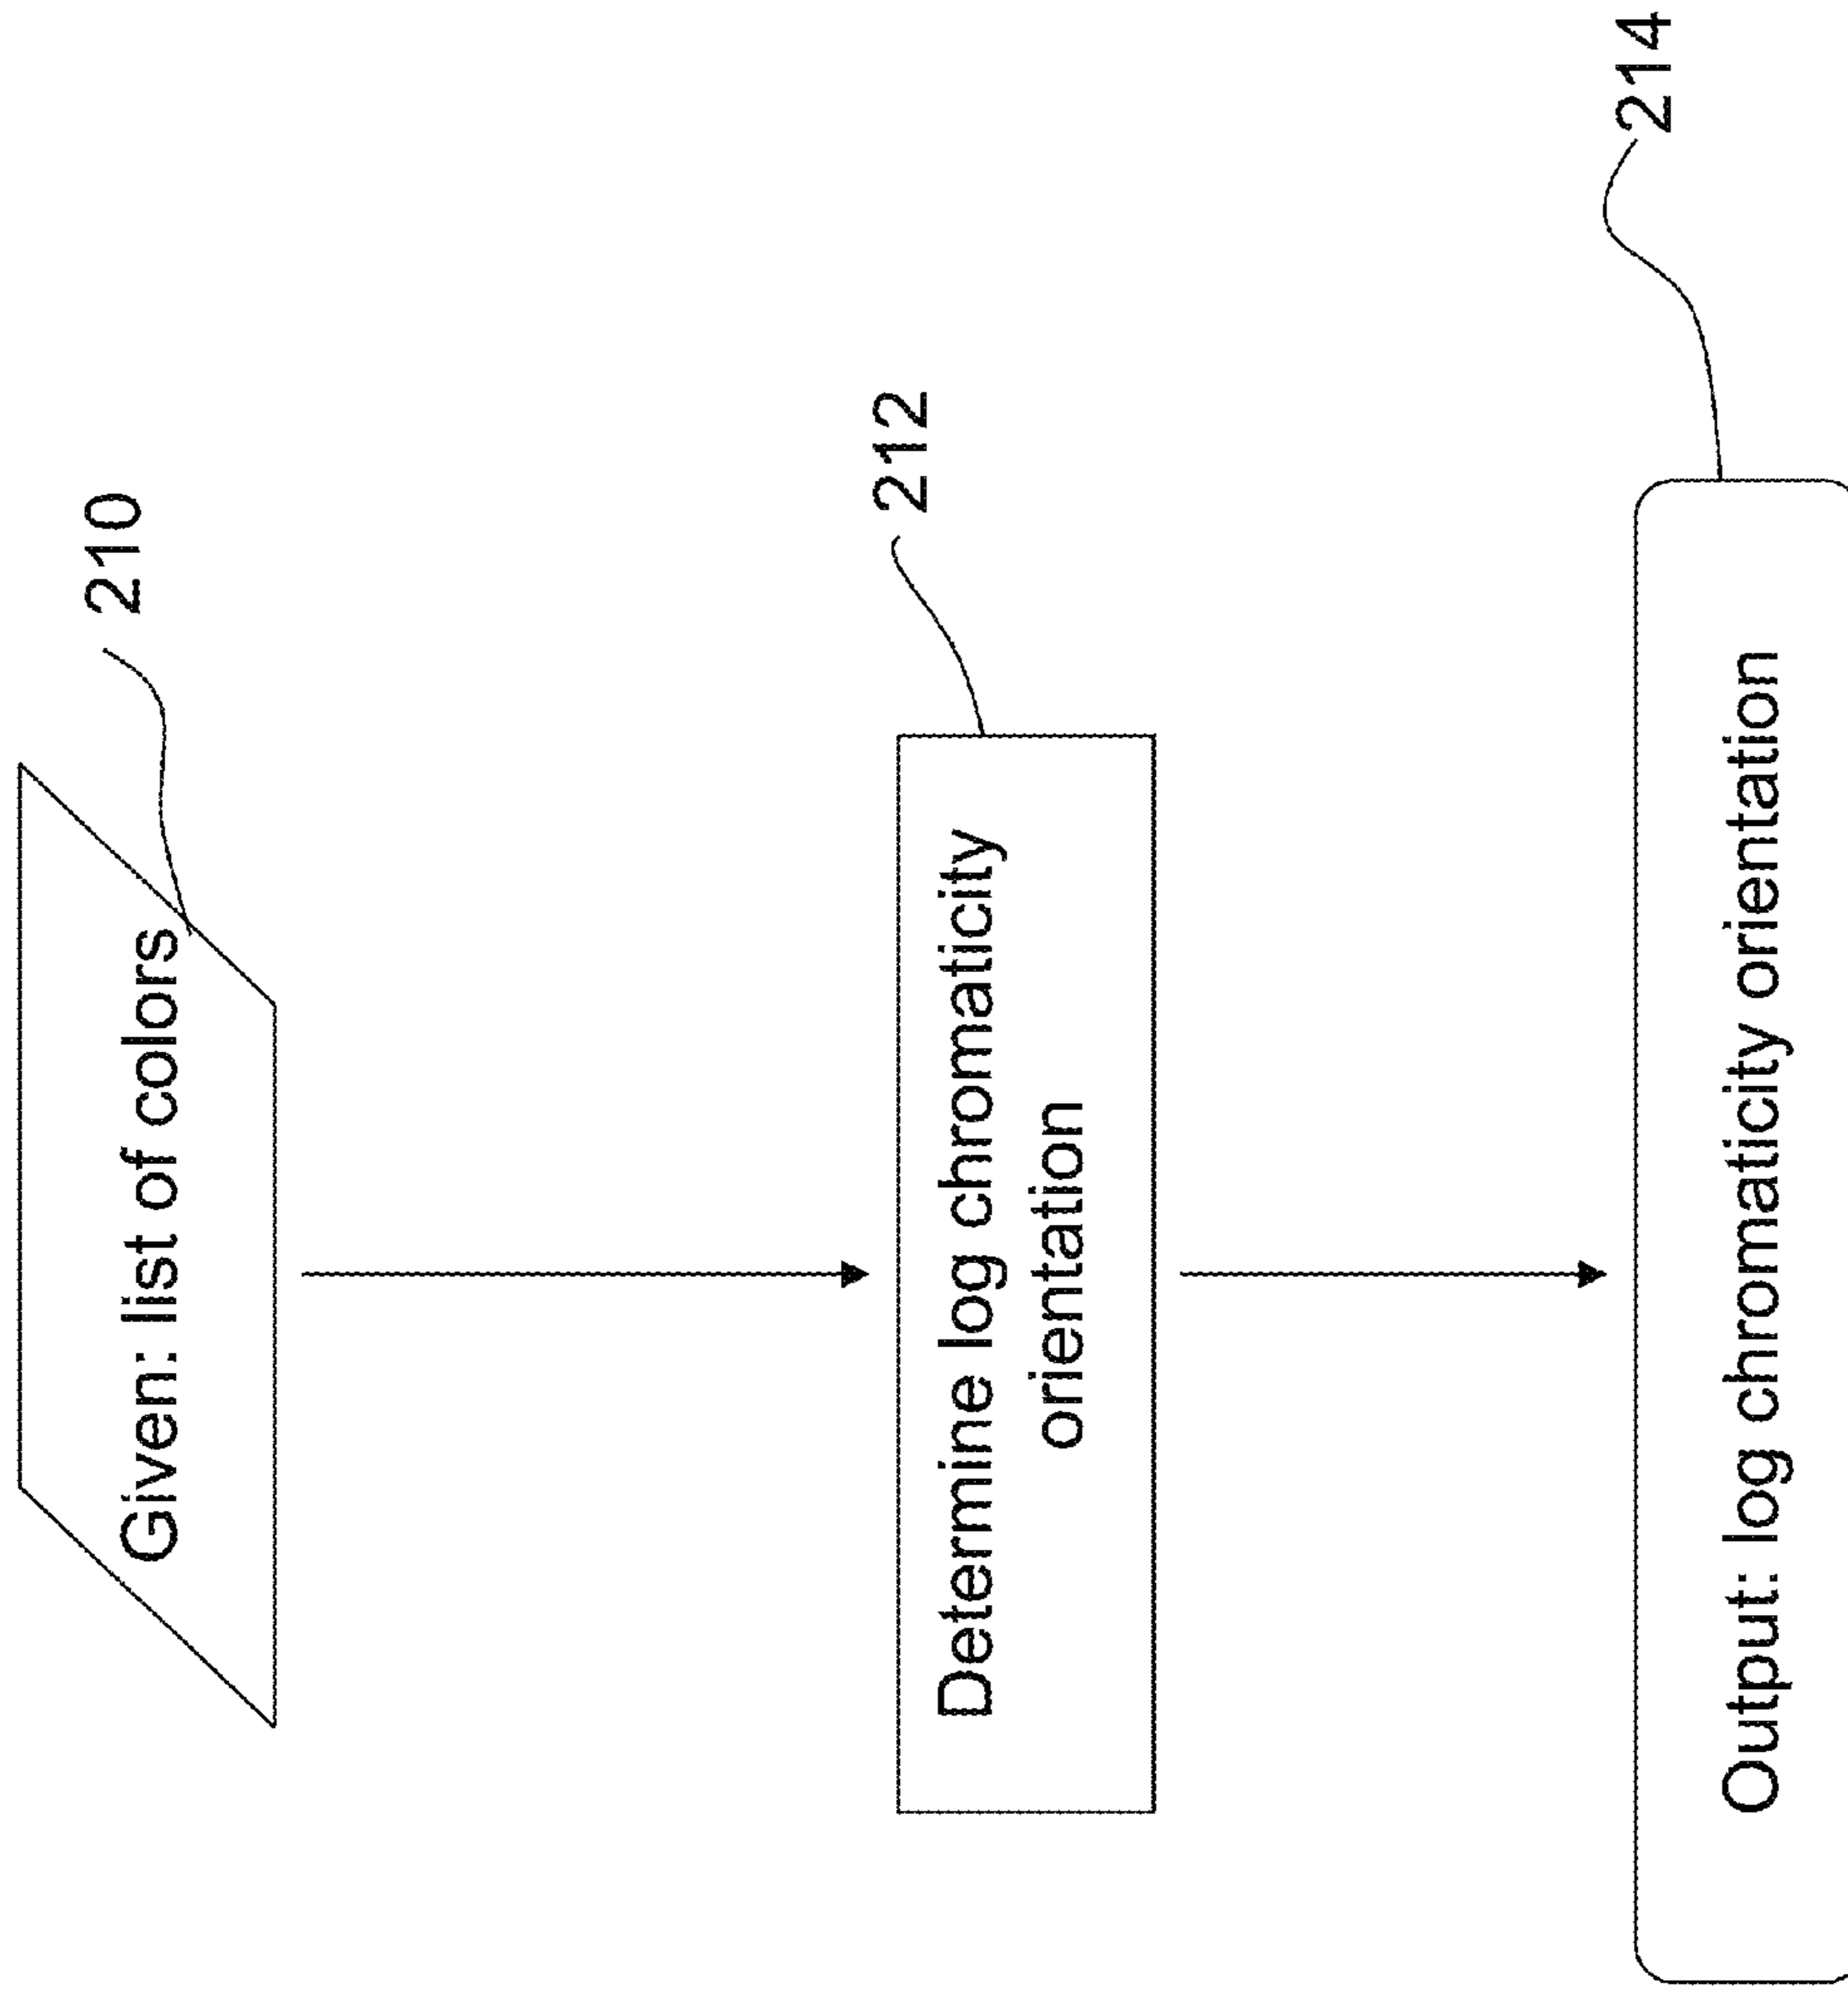 210
Given: list of colors
212
Determine log chromaticity
orientation
214
Output: log chromaticity orientation